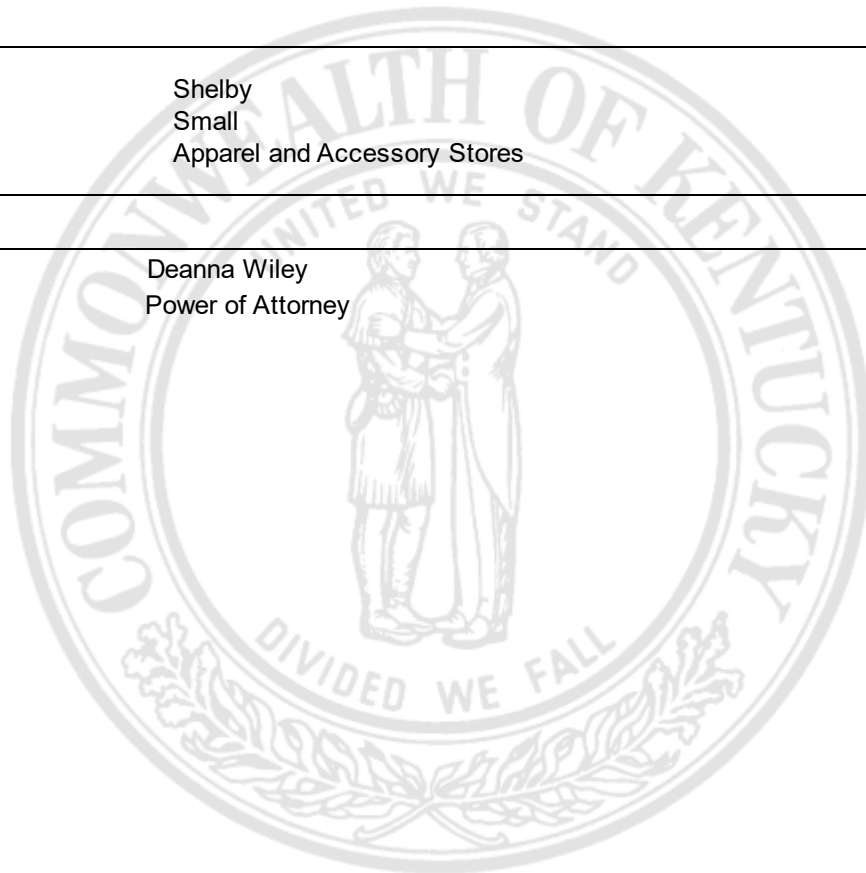 Shelby
Small
Apparel and Accessory Stores
Deanna Wiley
Power of Attorney
COMMONWEALTH OF KENTUCKY
UNITED WE STAND
DIVIDED WE FALL